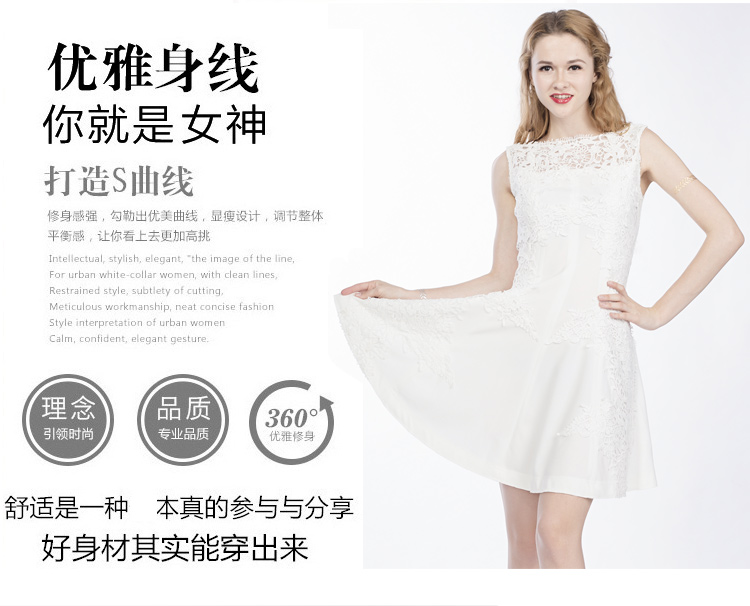 优雅身线
你就是女神
打造S曲线
修身感强，勾勒出优美曲线，显瘦设计，调节整体
平衡感，让你看上去更加高挑
Intellectual, stylish, elegant, "the image of the line,
For urban white-collar women, with clean lines,
Restrained style, subtlety of cutting,
Meticulous workmanship, neat concise fashion
Style interpretation of urban women
Calm, confident, elegant gesture.
理念
引领时尚
品质
专业品质
360°
优雅修身
舒适是一种 本真的参与与分享
好身材其实能穿出来